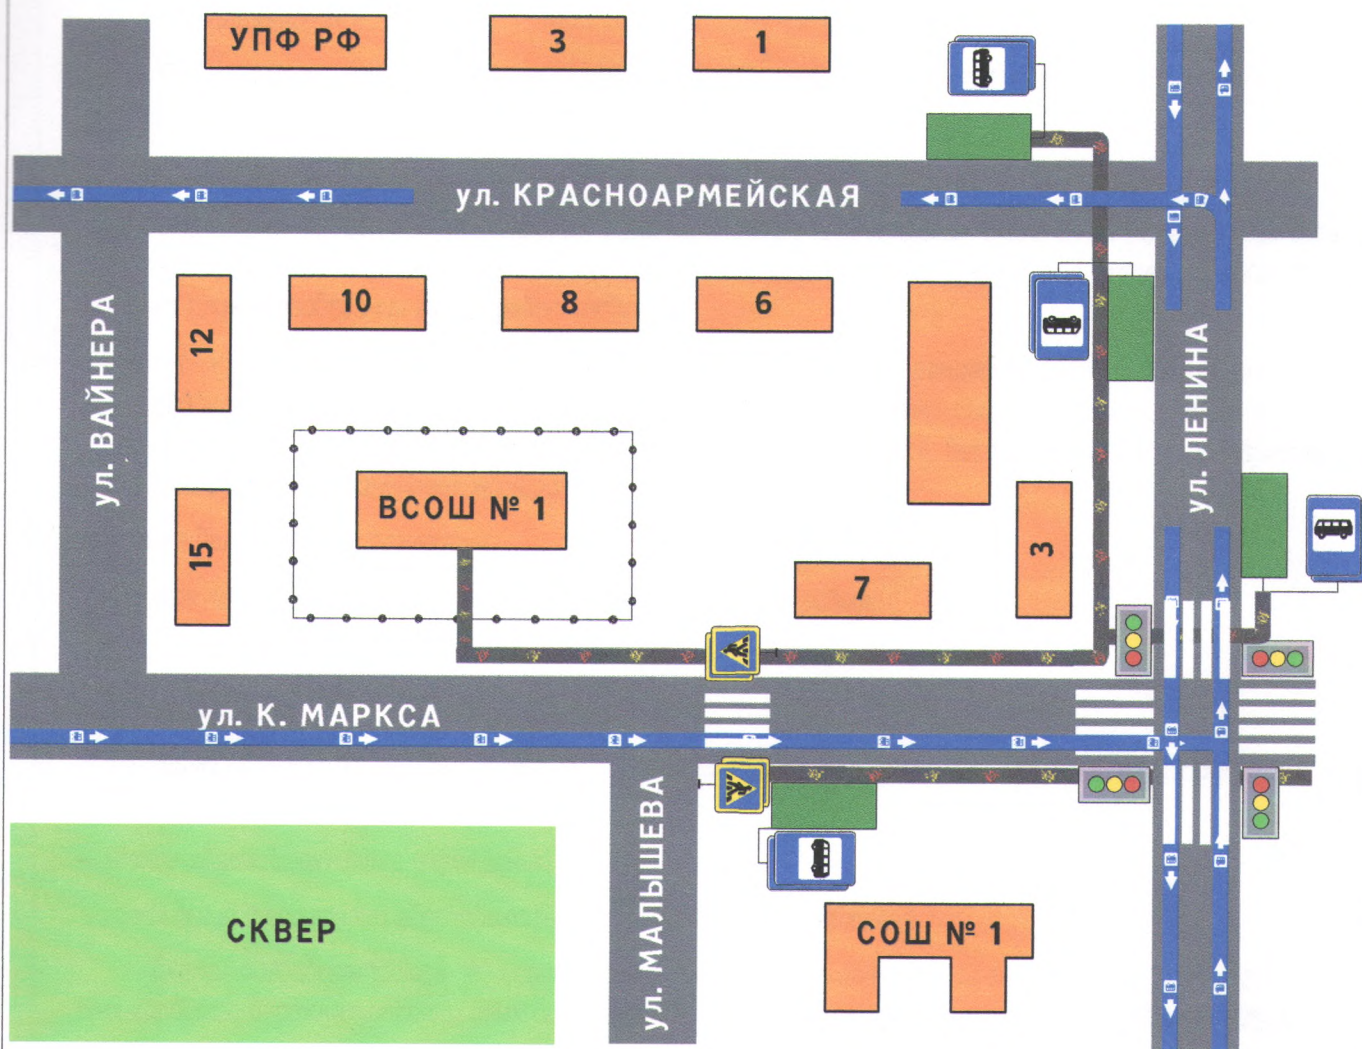 УПФ РФ
3
1
ул. КРАСНОАРМЕЙСКАЯ
12
10
8
6
ул. ВАЙНЕРА
ул. ЛЕНИНА
ВСОШ № 1
15
7
3
ул. К. МАРКСА
ул. МАЛЫШЕВА
СКВЕР
СОШ № 1